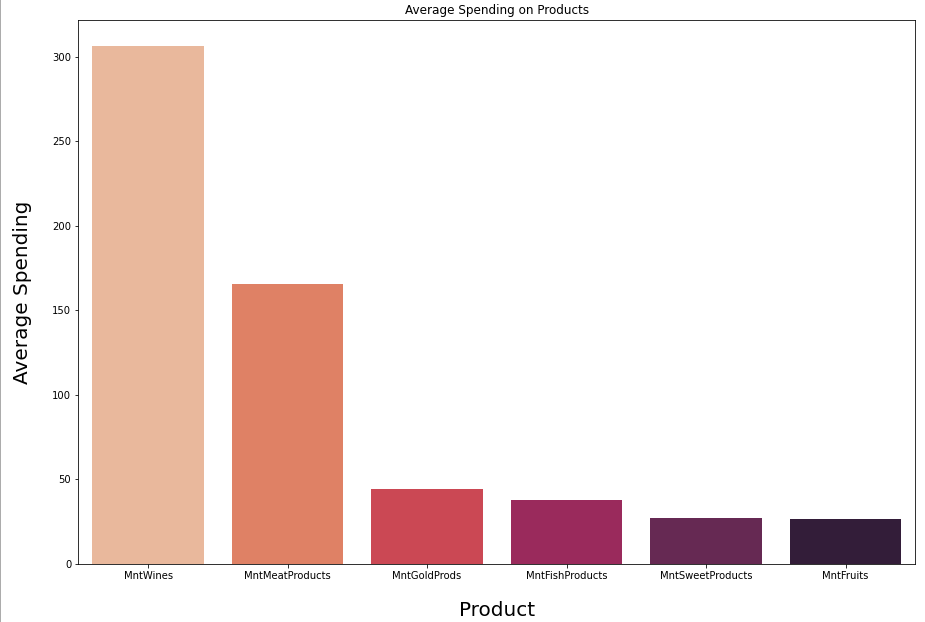 Average Spending on Products
300
250
200
150
100
50
0
Average Spending
MntWines MntMeatProducts MntGoldProds MntFishProducts MntSweetProducts MntFruits
Product